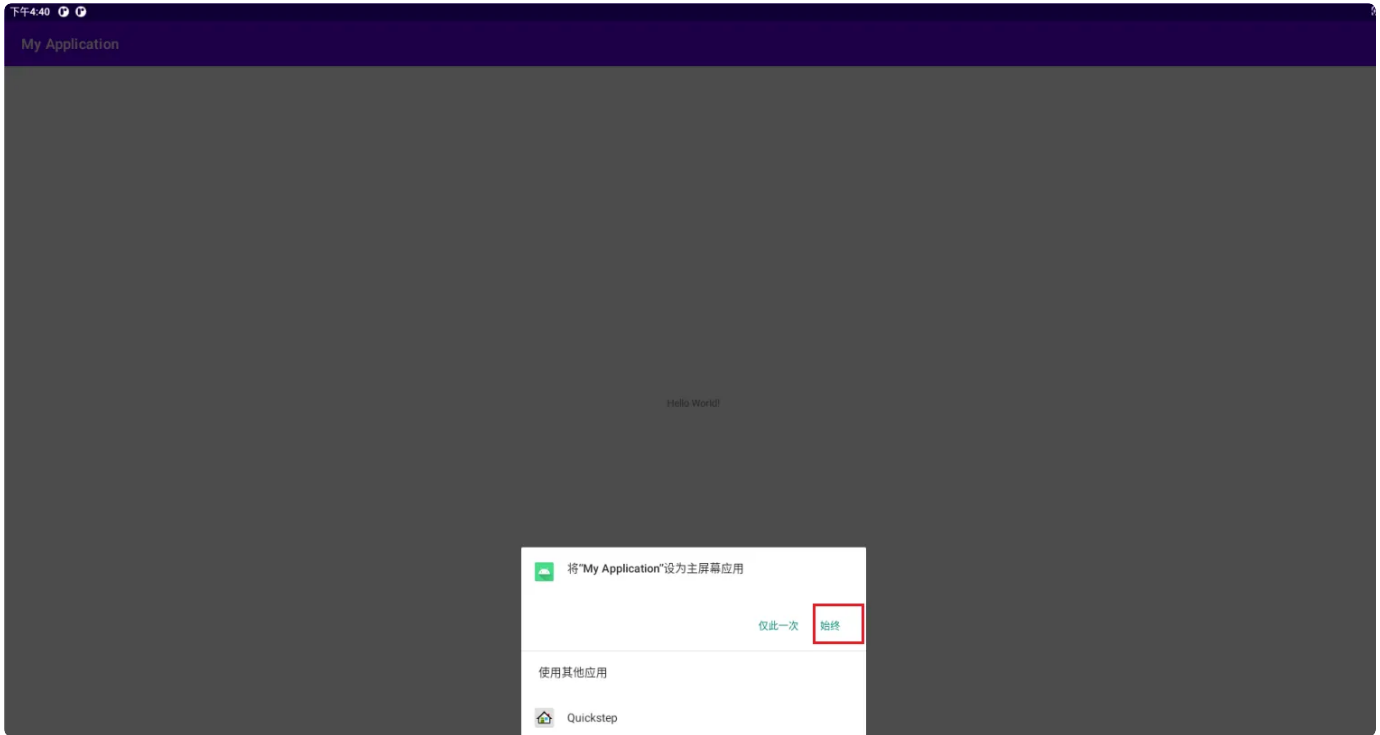 下午4:40
My Application
Hello World!
将"My Application"设为主屏幕应用
仅此一次 始终
使用其他应用
Quickstep